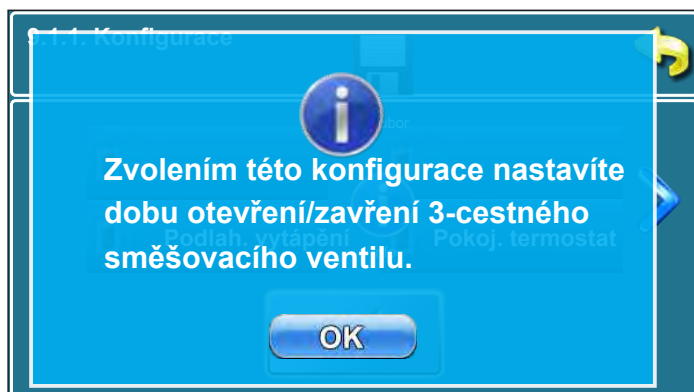 9.1.1. Konfigurace
Zvolením této konfigurace nastavíte
dobu otevření/zavření 3-cestného
Podlah. vytápění Pokoj. termostat
směšovacího ventilu.
OK